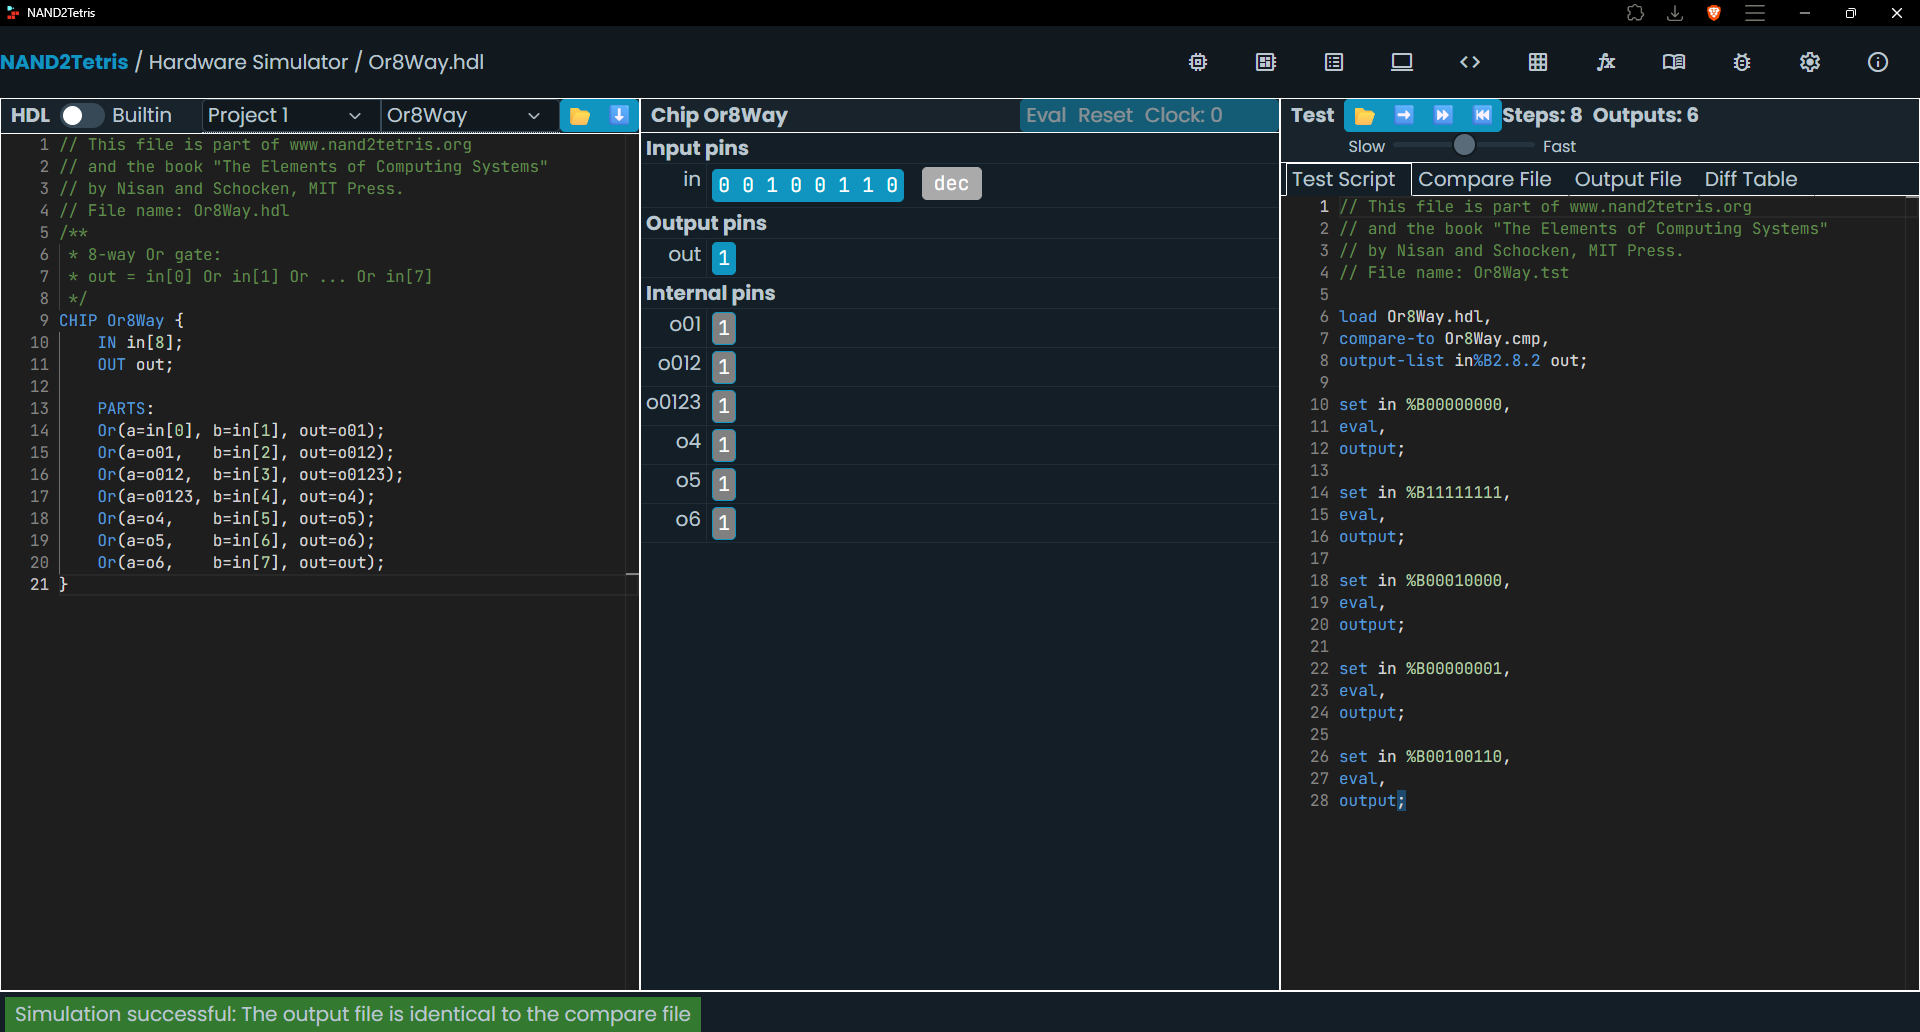 NAND2Tetris
NAND2Tetris / Hardware Simulator / Or8Way.hdl
HDL Builtin Project 1 Or8Way
1 // This file is part of www.nand2tetris.org
2 // and the book "The Elements of Computing Systems"
3 // by Nisan and Schocken, MIT Press.
4 // File name: Or8Way.hdl
5 /**
6 * 8-way Or gate:
7 * out = in[0] Or in[1] Or ... Or in[7]
8 */
9 CHIP Or8Way {
10 IN in[8];
11 OUT out;
12
13 PARTS:
14 Or(a=in[0], b=in[1], out=o01);
15 Or(a=o01, b=in[2], out=o012);
16 Or(a=o012, b=in[3], out=o0123);
17 Or(a=o0123, b=in[4], out=o4);
18 Or(a=o4, b=in[5], out=o5);
19 Or(a=o5, b=in[6], out=o6);
20 Or(a=o6, b=in[7], out=out);
21 }
Chip Or8Way Eval Reset Clock: 0
Input pins
in 0 0 1 0 0 1 1 0 dec
Output pins
out 1
Internal pins
o01 1
o012 1
o0123 1
o4 1
o5 1
o6 1
Test Steps: 8 Outputs: 6
Slow Fast
Test Script Compare File Output File Diff Table
1 // This file is part of www.nand2tetris.org
2 // and the book "The Elements of Computing Systems"
3 // by Nisan and Schocken, MIT Press.
4 // File name: Or8Way.tst
5
6 load Or8Way.hdl,
7 compare-to Or8Way.cmp,
8 output-list in%B2.8.2 out;
9
10 set in %B00000000,
11 eval,
12 output;
13
14 set in %B11111111,
15 eval,
16 output;
17
18 set in %B00010000,
19 eval,
20 output;
21
22 set in %B00000001,
23 eval,
24 output;
25
26 set in %B00100110,
27 eval,
28 output;
Simulation successful: The output file is identical to the compare file